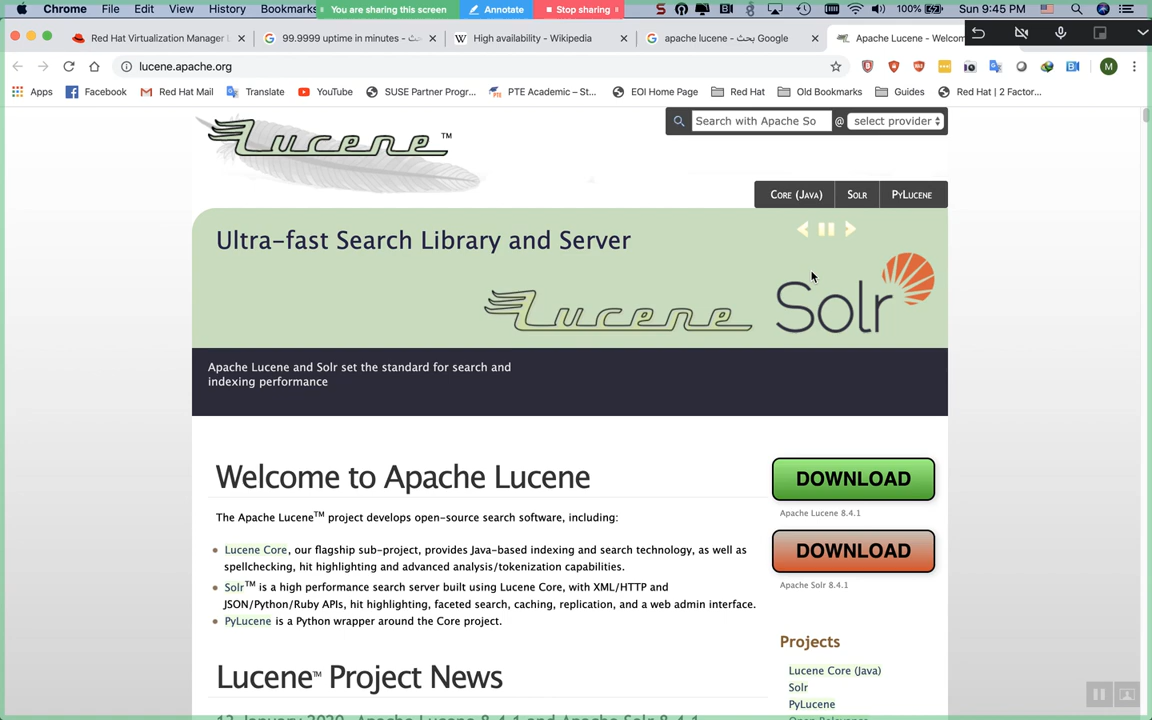 Chrome File Edit View History Bookmarks You are sharing this screen Annotate Stop sharing 100% Sun 9:45 PM
Red Hat Virtualization Manager 99.9999 uptime in minutes - بحث High availability - Wikipedia apache lucene - بحث Google Apache Lucene - Welcom
lucene.apache.org
Apps Facebook Red Hat Mail Translate YouTube SUSE Partner Progr... PTE Academic – St... EOI Home Page Red Hat Old Bookmarks Guides Red Hat | 2 Factor...
Lucene™
Search with Apache So @ select provider
Core (Java) Solr PyLucene
Ultra-fast Search Library and Server
Lucene Solr
Apache Lucene and Solr set the standard for search and
indexing performance
Welcome to Apache Lucene
DOWNLOAD
Apache Lucene 8.4.1
DOWNLOAD
Apache Solr 8.4.1
The Apache Lucene™ project develops open-source search software, including:
Lucene Core, our flagship sub-project, provides Java-based indexing and search technology, as well as
spellchecking, hit highlighting and advanced analysis/tokenization capabilities.
Solr™ is a high performance search server built using Lucene Core, with XML/HTTP and
JSON/Python/Ruby APIs, hit highlighting, faceted search, caching, replication, and a web admin interface.
PyLucene is a Python wrapper around the Core project.
Projects
Lucene Core (Java)
Solr
PyLucene
Lucene™ Project News